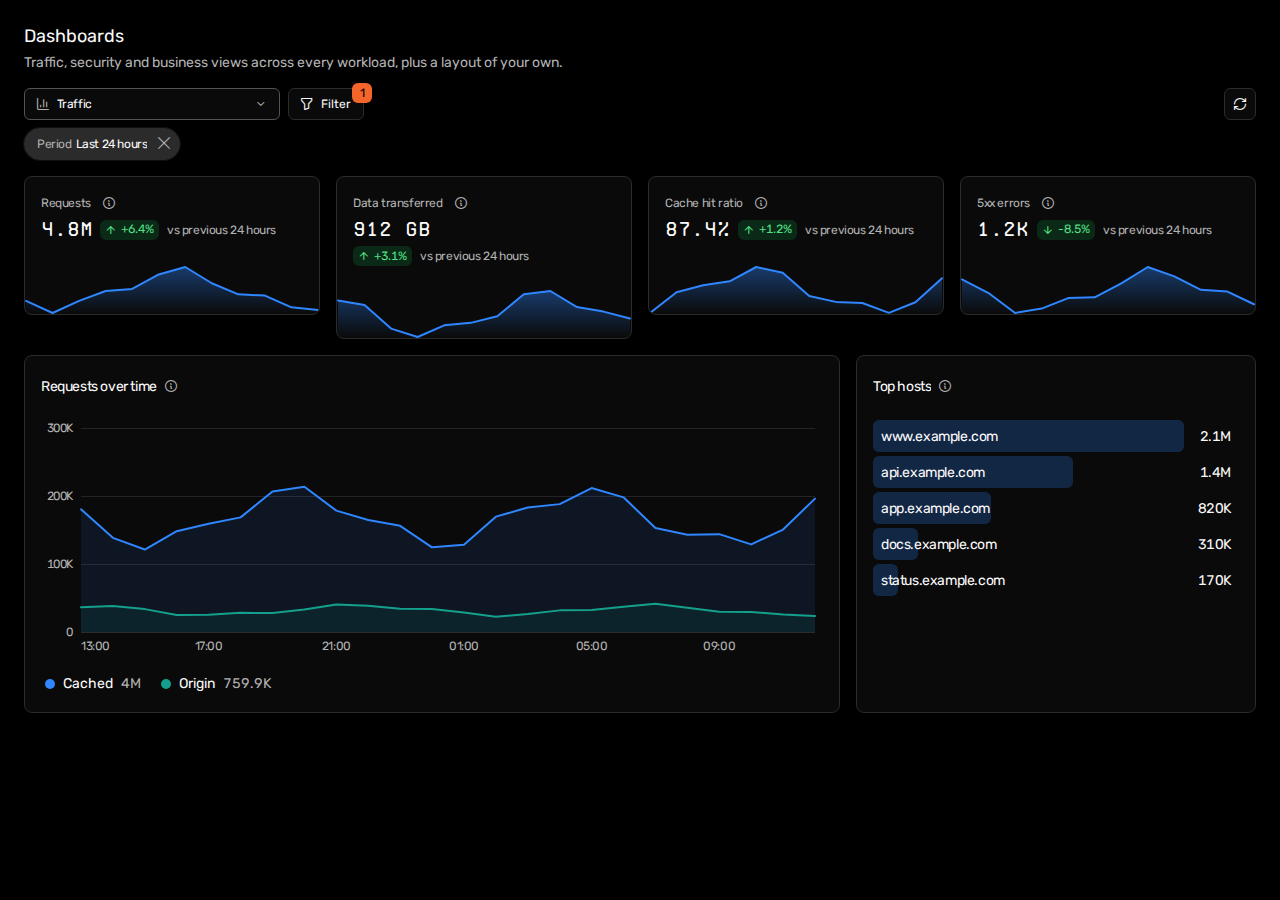 Dashboards
Traffic, security and business views across every workload, plus a layout of your own.
Traffic
Filter
1
Period Last 24 hours
Requests
4.8M +6.4% vs previous 24 hours
Data transferred
912 GB
+3.1% vs previous 24 hours
Cache hit ratio
87.4% +1.2% vs previous 24 hours
5xx errors
1.2K -8.5% vs previous 24 hours
Requests over time
300K
200K
100K
0
13:00 17:00 21:00 01:00 05:00 09:00
Cached 4M Origin 759.9K
Top hosts
www.example.com 2.1M
api.example.com 1.4M
app.example.com 820K
docs.example.com 310K
status.example.com 170K